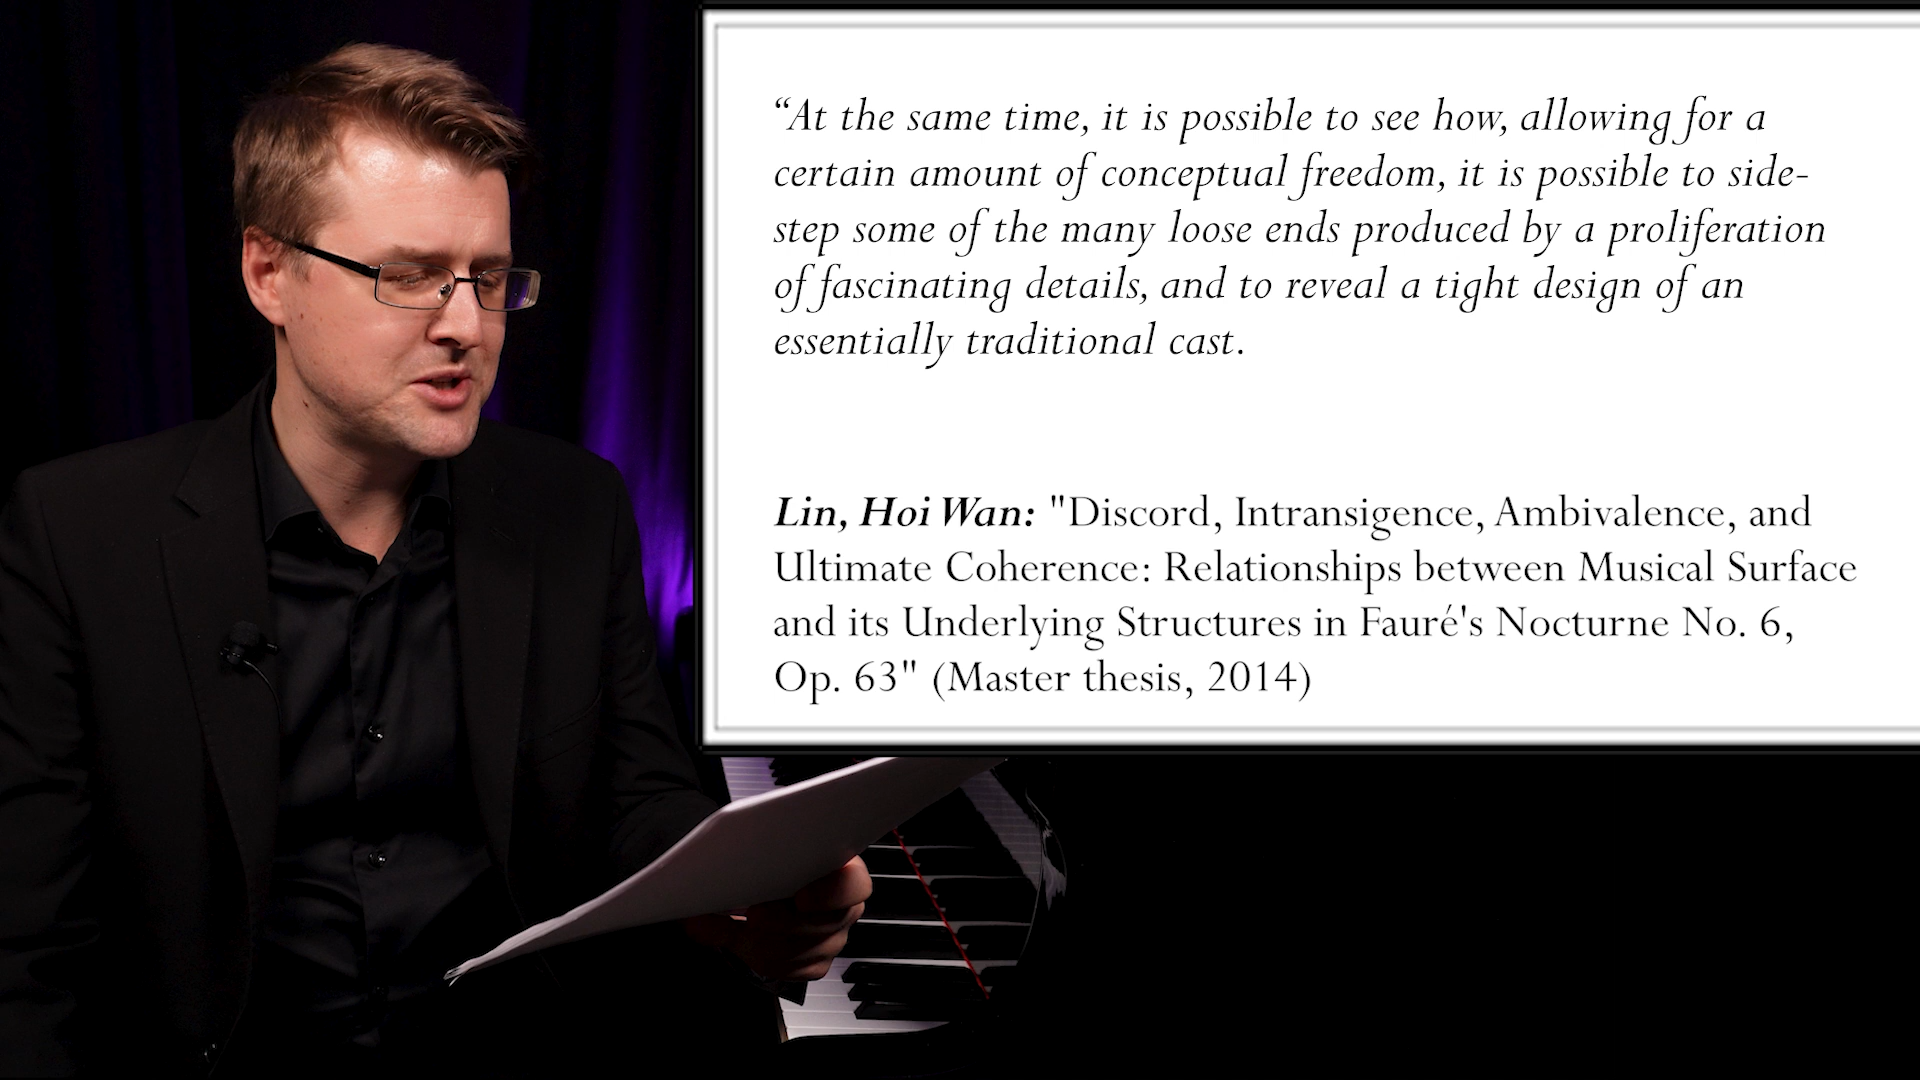 “At the same time, it is possible to see how, allowing for a
certain amount of conceptual freedom, it is possible to side-
step some of the many loose ends produced by a proliferation
of fascinating details, and to reveal a tight design of an
essentially traditional cast.
Lin, Hoi Wan: "Discord, Intransigence, Ambivalence, and
Ultimate Coherence: Relationships between Musical Surface
and its Underlying Structures in Fauré's Nocturne No. 6,
Op. 63" (Master thesis, 2014)